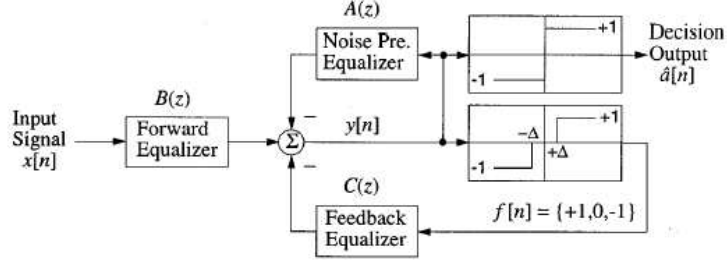 A(z)
Noise Pre.
Equalizer
+1
-1
Decision
Output
â[n]
B(z)
Input
Signal
x[n]
Forward
Equalizer
−
Σ
−
y[n]
−Δ
+1
-1
+Δ
C(z)
Feedback
Equalizer
f[n] = {+1,0,-1}